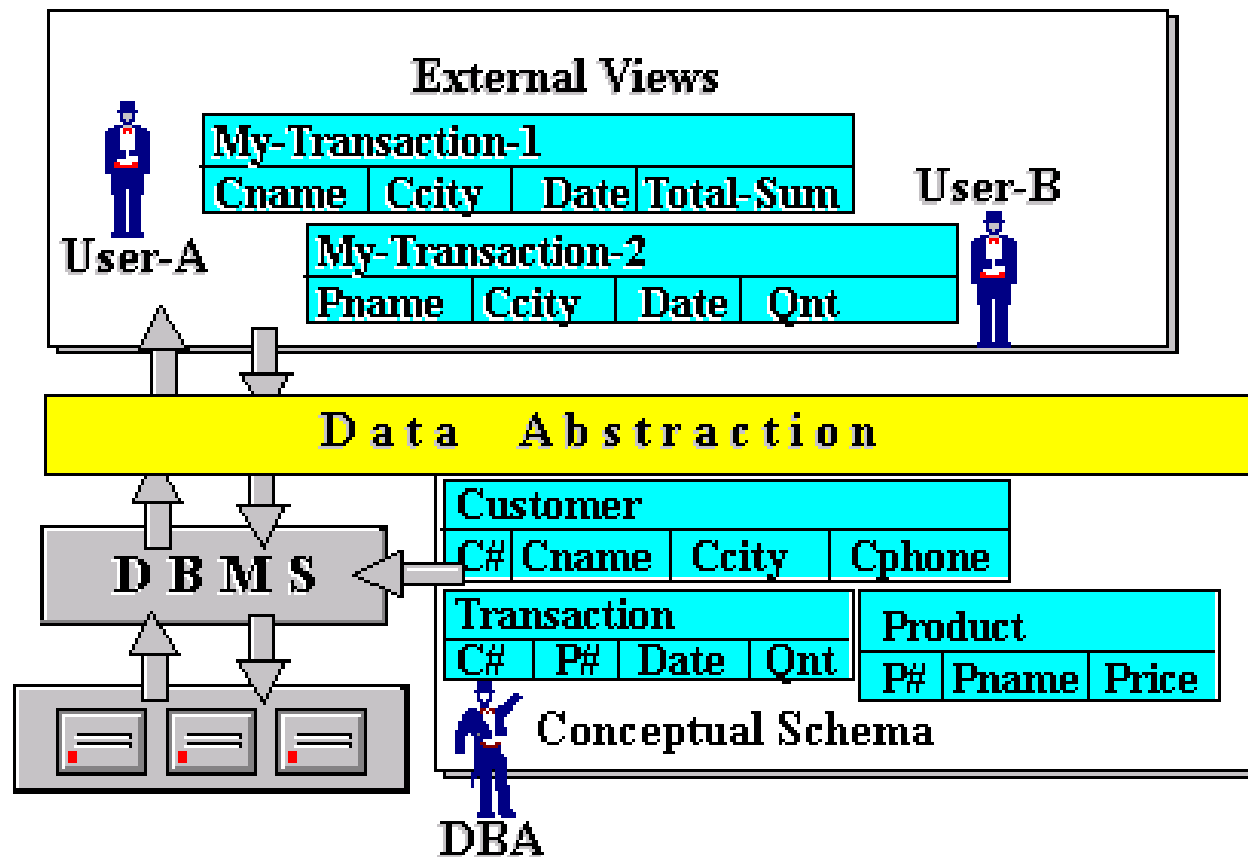 External Views
My-Transaction-1
Cname Ccity Date Total-Sum
User-A
User-B
My-Transaction-2
Pname Ccity Date Qnt
Data Abstraction
DBMS
Customer
C# Cname Ccity Cphone
Transaction
C# P# Date Qnt
Product
P# Pname Price
Conceptual Schema
DBA